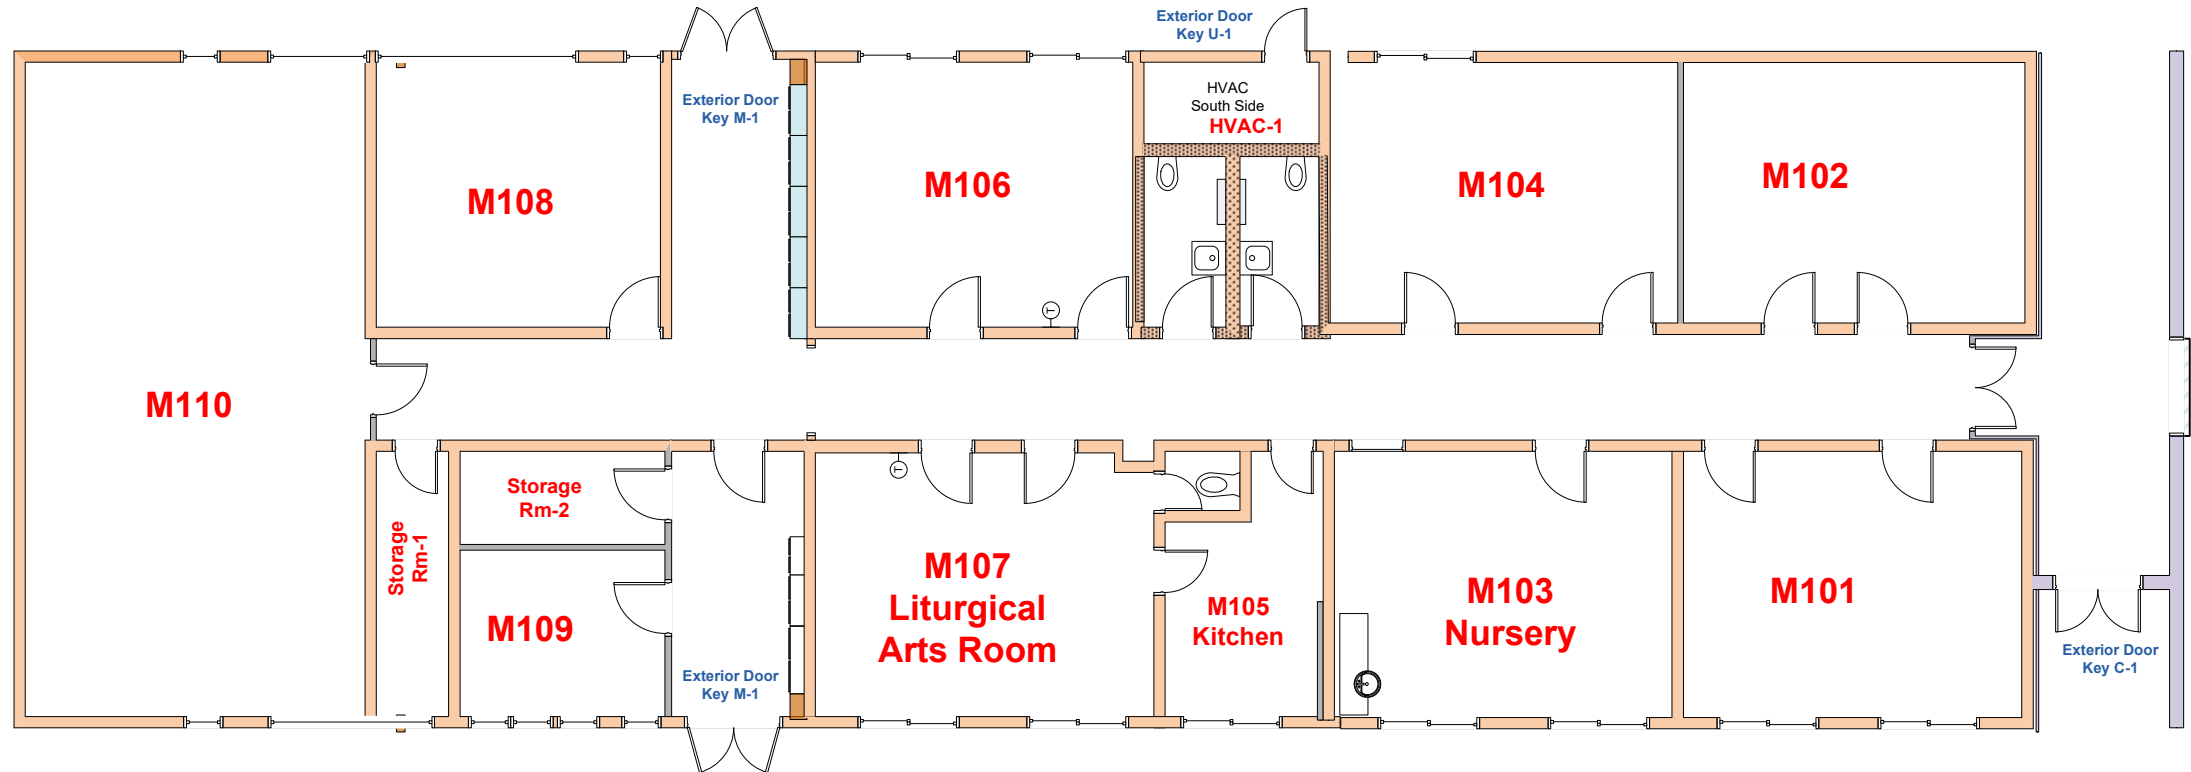 Exterior Door
Key U-1
Exterior Door
Key M-1
HVAC
South Side
HVAC-1
M108
M106
M104
M102
T
M110
T
Storage
Rm-2
Storage
Rm-1
M109
M107
Liturgical
Arts Room
M105
Kitchen
M103
Nursery
M101
Exterior Door
Key M-1
Exterior Door
Key C-1